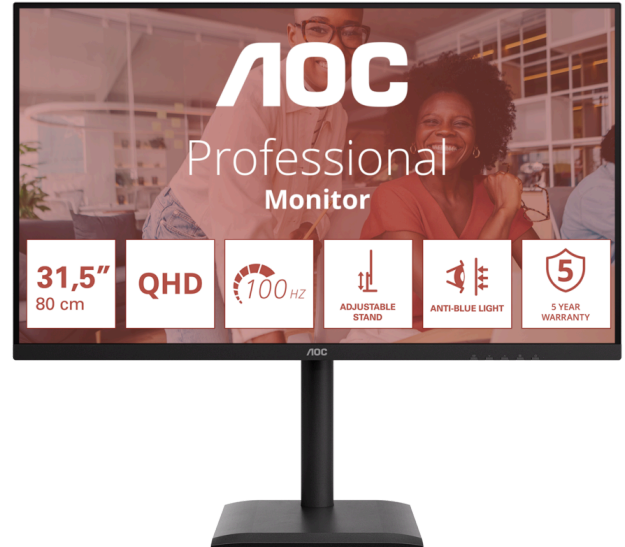 AOC
Professional
Monitor
31,5"
80 cm
QHD
100 HZ
ADJUSTABLE
STAND
ANTI-BLUE LIGHT
5
5 YEAR
WARRANTY
AOC